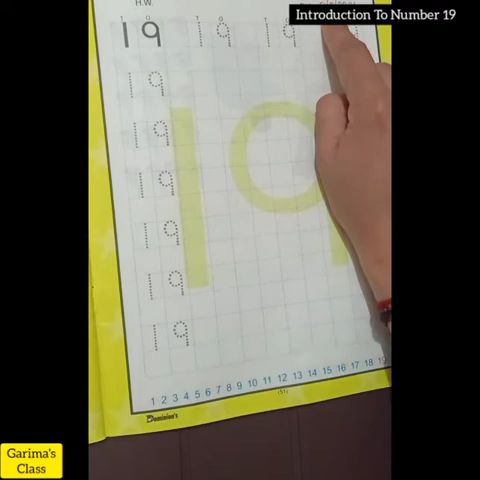 H.W.
Introduction To Number 19
T O T O T O
19 19 19
19
19
19
19
19
19
1 2 3 4 5 6 7 8 9 10 11 12 13 14 15 16 17 18 19
Dominion's
(51)
Garima's
Class